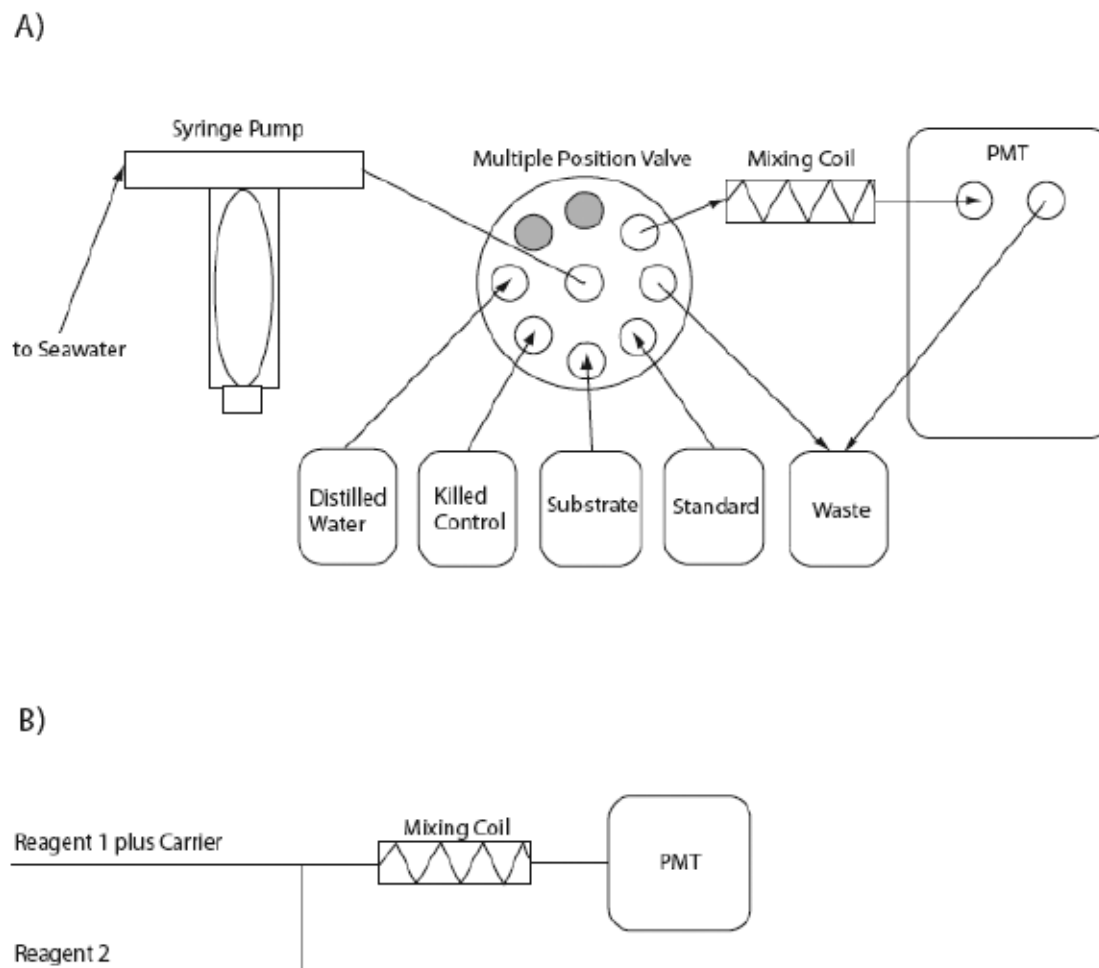 A)
Syringe Pump
Multiple Position Valve
Mixing Coil
PMT
to Seawater
Distilled
Water
Killed
Control
Substrate
Standard
Waste
B)
Reagent 1 plus Carrier
Mixing Coil
PMT
Reagent 2